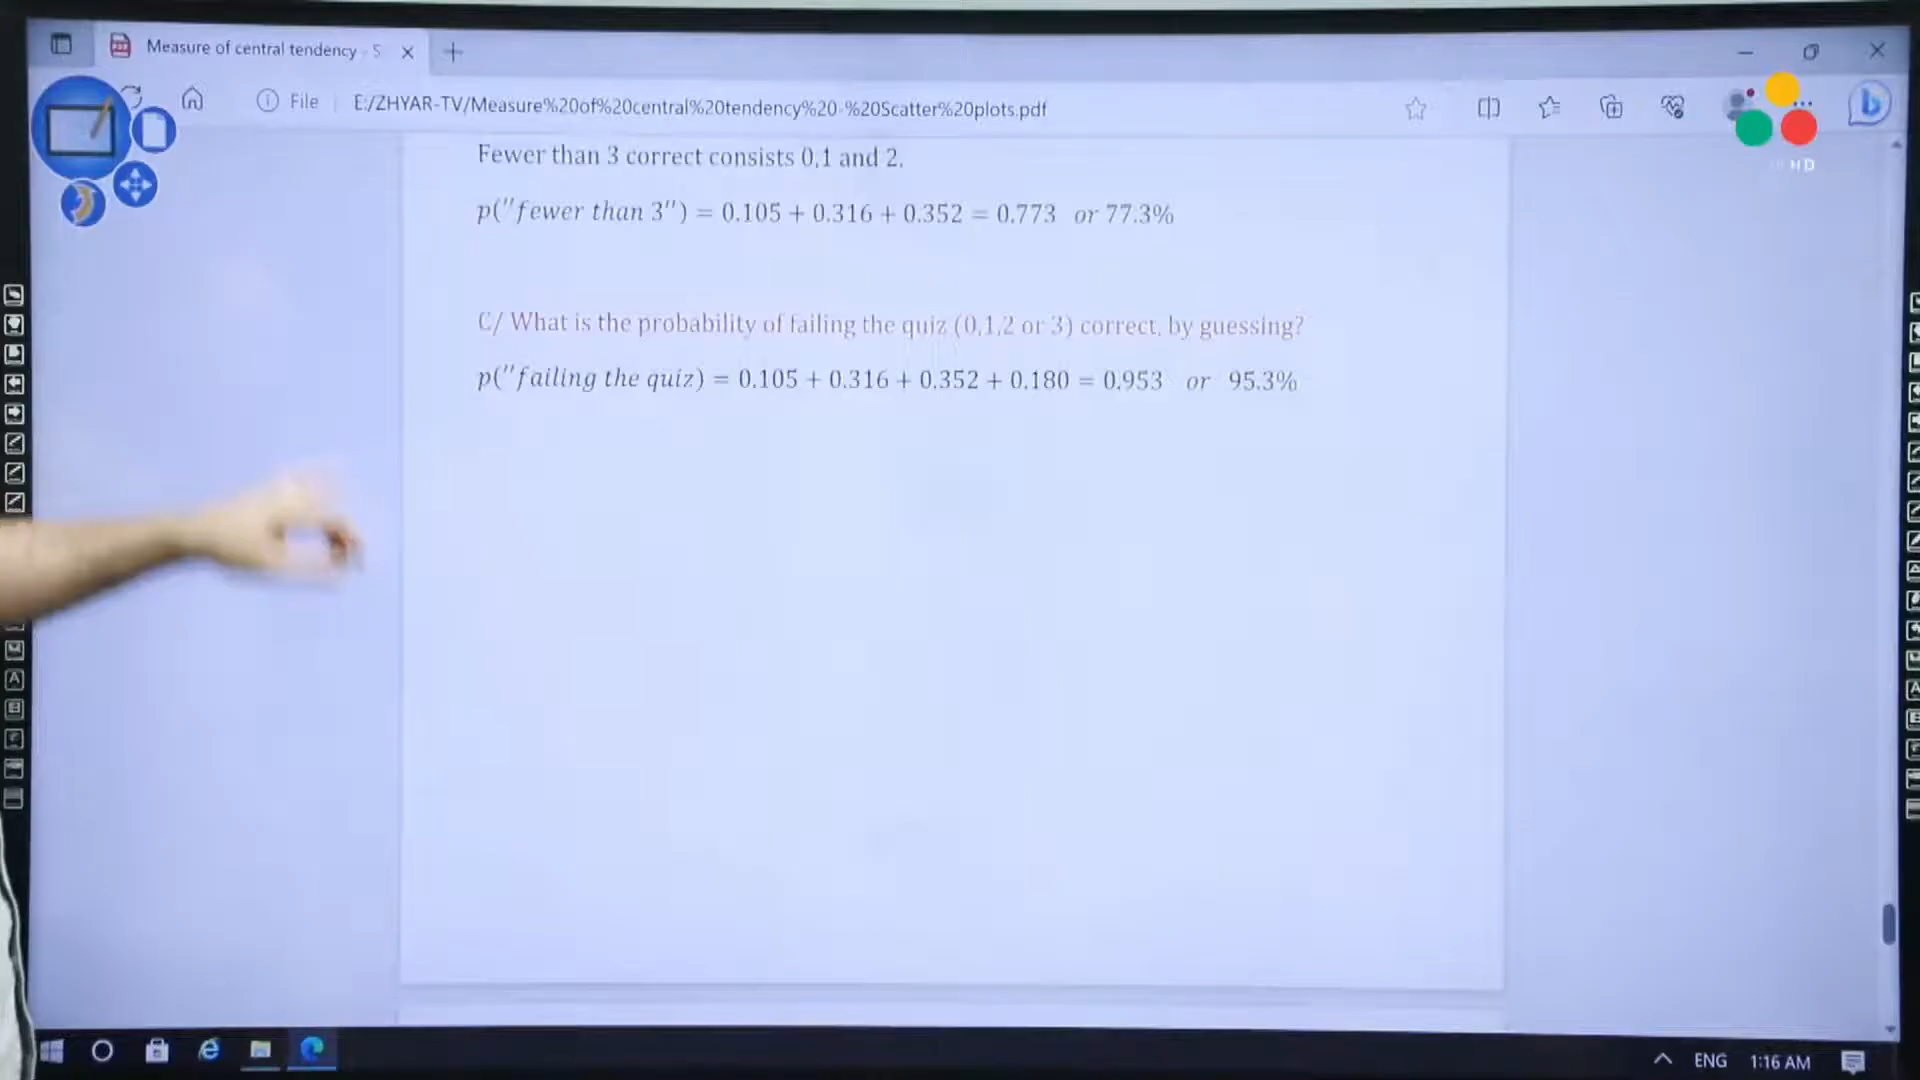 Measure of central tendency - S
File
E:/ZHYAR-TV/Measure%20of%20central%20tendency%20-%20Scatter%20plots.pdf
HD
Fewer than 3 correct consists 0,1 and 2.
p("fewer than 3") = 0.105 + 0.316 + 0.352 = 0.773 or 77.3%
C/ What is the probability of failing the quiz (0,1,2 or 3) correct, by guessing?
p("failing the quiz) = 0.105 + 0.316 + 0.352 + 0.180 = 0.953 or 95.3%
ENG 1:16 AM